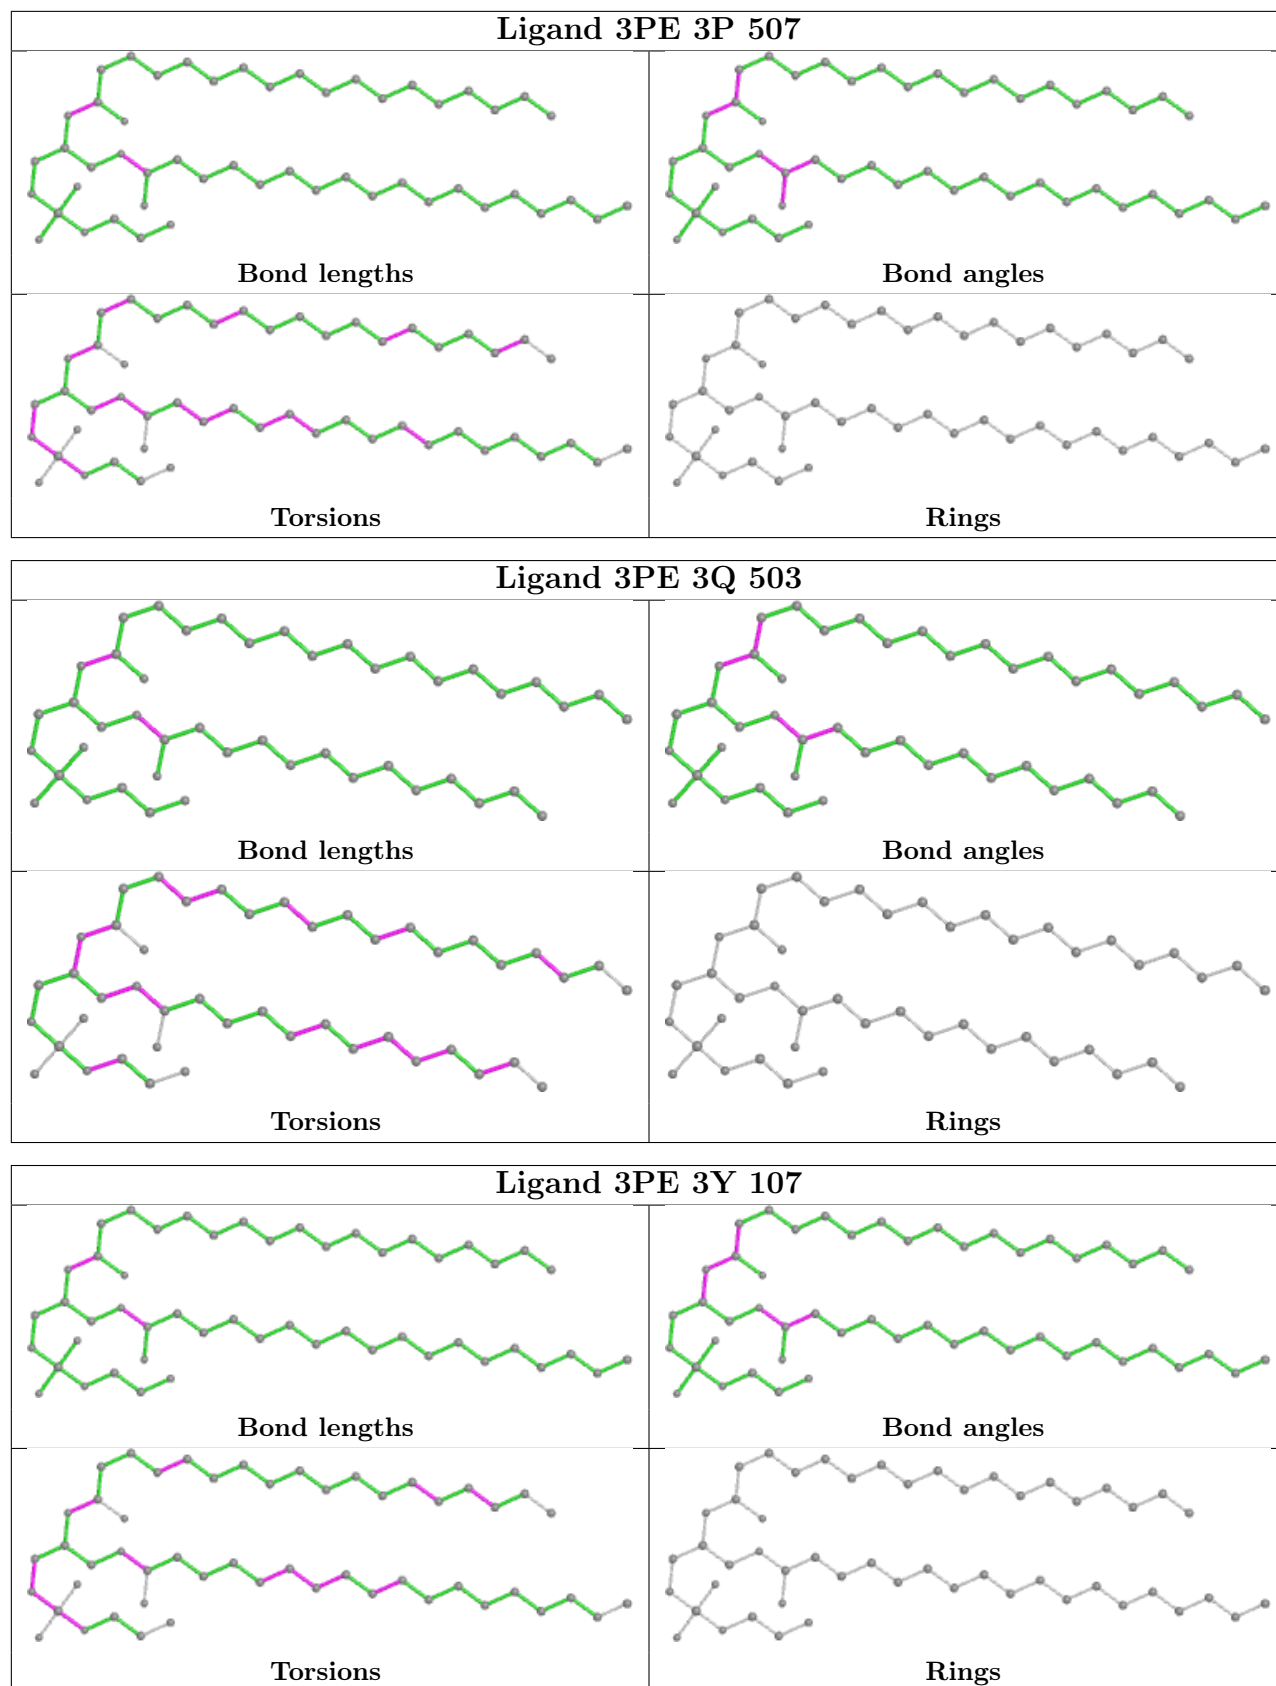 Ligand 3PE 3P 507
Bond lengths
Bond angles
Torsions
Rings
Ligand 3PE 3Q 503
Bond lengths
Bond angles
Torsions
Rings
Ligand 3PE 3Y 107
Bond lengths
Bond angles
Torsions
Rings